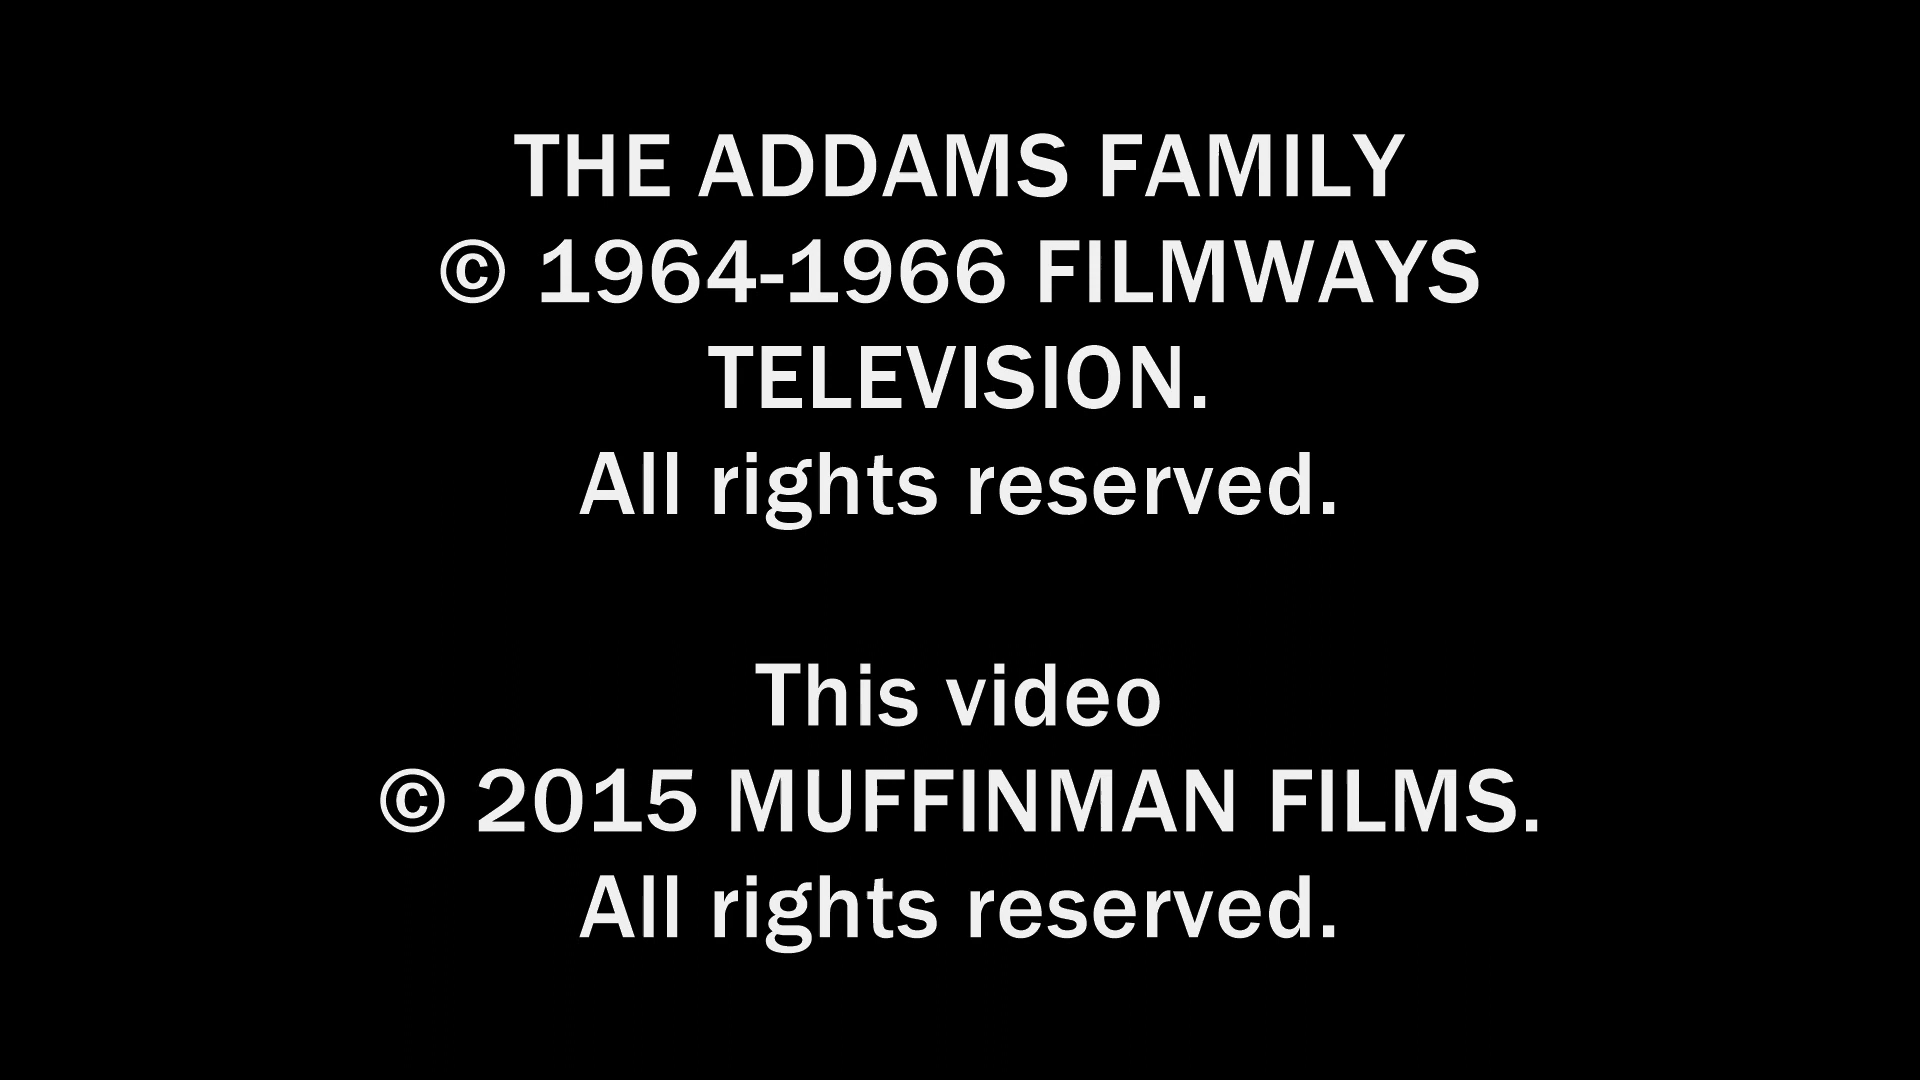 THE ADDAMS FAMILY
© 1964-1966 FILMWAYS
TELEVISION.
All rights reserved.
This video
© 2015 MUFFINMAN FILMS.
All rights reserved.